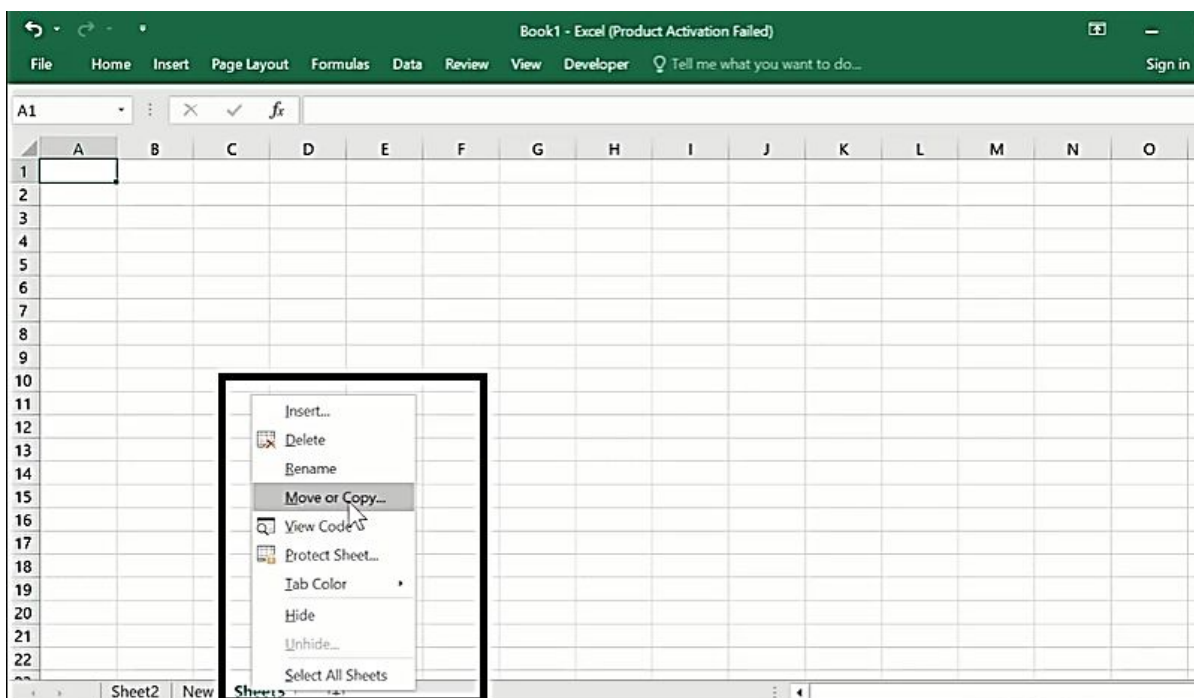 Book1 - Excel (Product Activation Failed)
File Home Insert Page Layout Formulas Data Review View Developer Tell me what you want to do... Sign in
A1 fx
A B C D E F G H I J K L M N O
1
2
3
4
5
6
7
8
9
10
11
Insert...
12
Delete
13
Rename
14
15
Move or Copy...
16
View Code
17
Protect Sheet...
18
19
Tab Color
20
Hide
21
Unhide...
22
Select All Sheets
Sheet2 New